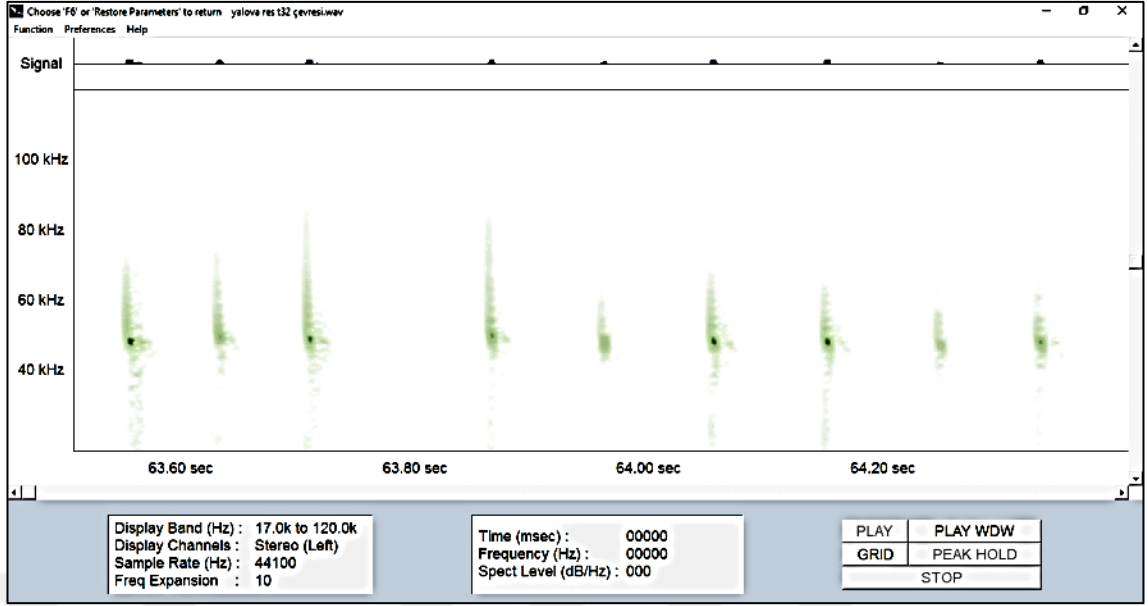 Choose 'F6' or 'Restore Parameters' to return yalova res t32 çevresi.wav
Function Preferences Help
Signal
100 kHz
80 kHz
60 kHz
40 kHz
63.60 sec 63.80 sec 64.00 sec 64.20 sec
Display Band (Hz) : 17.0k to 120.0k
Display Channels : Stereo (Left)
Sample Rate (Hz) : 44100
Freq Expansion : 10
Time (msec) : 00000
Frequency (Hz) : 00000
Spect Level (dB/Hz) : 000
PLAY PLAY WDW
GRID PEAK HOLD
STOP